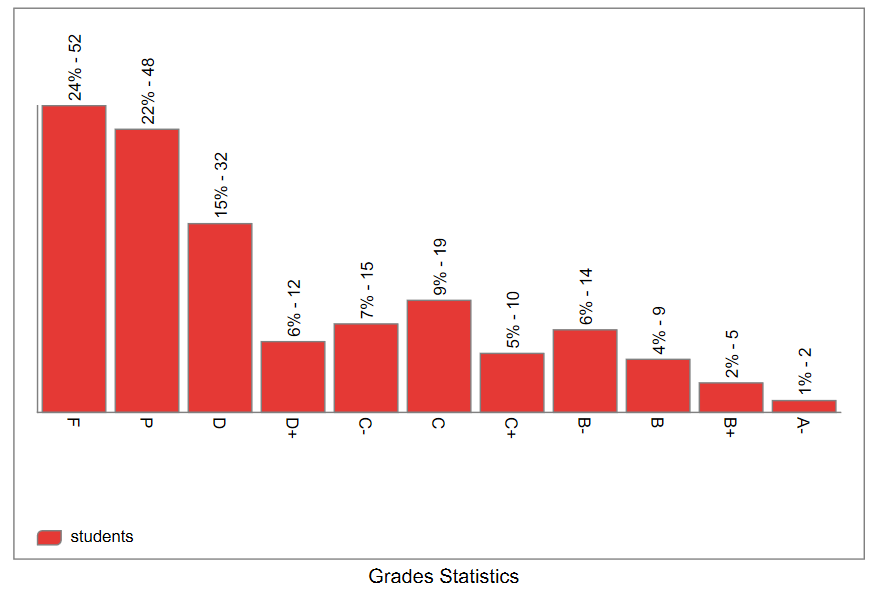 24% - 52
22% - 48
15% - 32
6% - 12
7% - 15
9% - 19
5% - 10
6% - 14
4% - 9
2% - 5
1% - 2
F
P
D
D+
C-
C
C+
B-
B
B+
A-
students
Grades Statistics